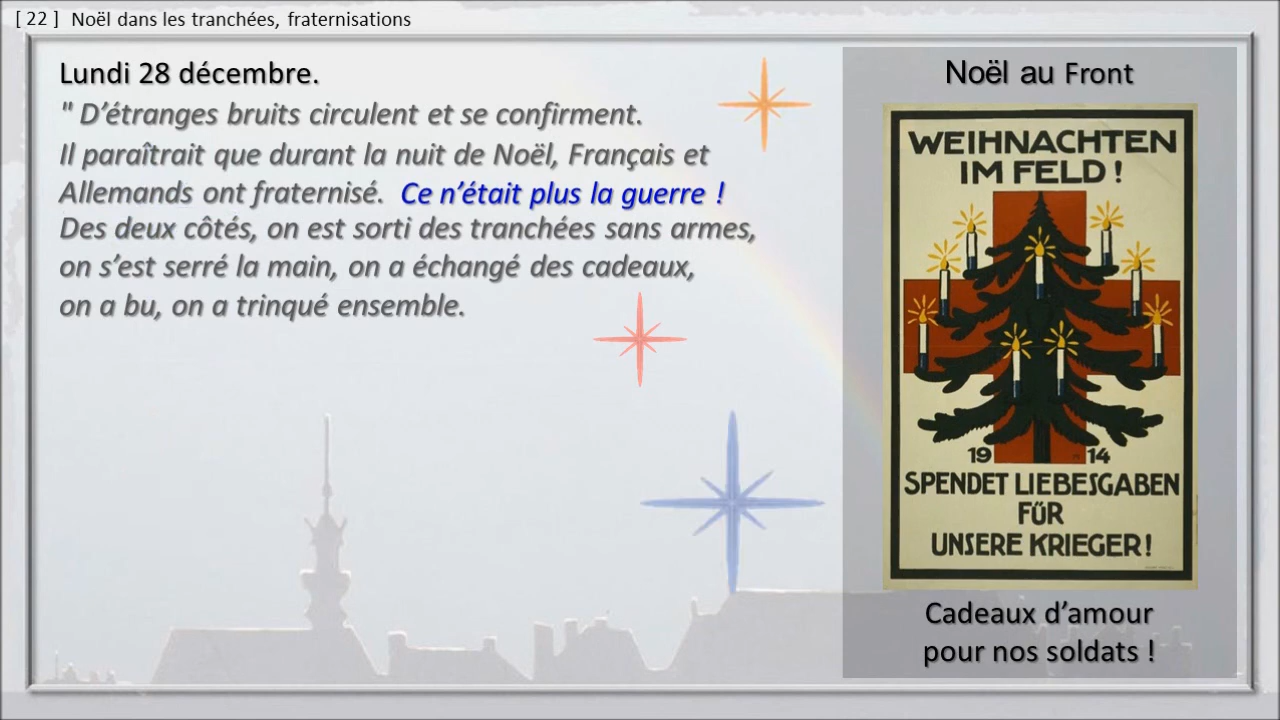 [ 22 ] Noël dans les tranchées, fraternisations
Lundi 28 décembre.
" D’étranges bruits circulent et se confirment.
Il paraîtrait que durant la nuit de Noël, Français et
Allemands ont fraternisé. Ce n’était plus la guerre !
Des deux côtés, on est sorti des tranchées sans armes,
on s’est serré la main, on a échangé des cadeaux,
on a bu, on a trinqué ensemble.
Noël au Front
WEIHNACHTEN
IM FELD !
19 14
SPENDET LIEBESGABEN
FÜR
UNSERE KRIEGER !
Cadeaux d’amour
pour nos soldats !